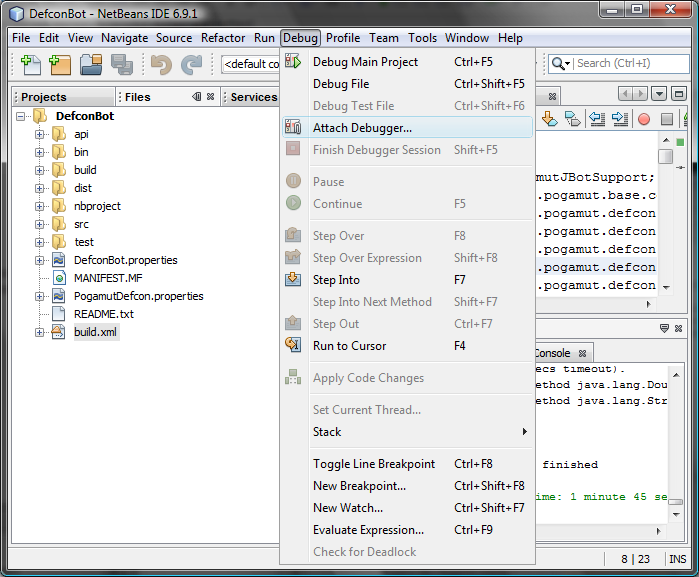 DefconBot - NetBeans IDE 6.9.1
File Edit View Navigate Source Refactor Run Debug Profile Team Tools Window Help
<default co
Search (Ctrl+I)
Projects Files Services
DefconBot
api
bin
build
dist
nbproject
src
test
DefconBot.properties
MANIFEST.MF
PogamutDefcon.properties
README.txt
build.xml
Debug Main Project Ctrl+F5
Debug File Ctrl+Shift+F5
Debug Test File Ctrl+Shift+F6
Attach Debugger...
Finish Debugger Session Shift+F5
Pause
Continue F5
Step Over F8
Step Over Expression Shift+F8
Step Into F7
Step Into Next Method Shift+F7
Step Out Ctrl+F7
Run to Cursor F4
Apply Code Changes
Set Current Thread...
Stack
Toggle Line Breakpoint Ctrl+F8
New Breakpoint... Ctrl+Shift+F8
New Watch... Ctrl+Shift+F7
Evaluate Expression... Ctrl+F9
Check for Deadlock
amutJBotSupport;
.pogamut.base.c
.pogamut.defcon
.pogamut.defcon
.pogamut.defcon
.pogamut.defcon
.pogamut.defcon
Console
ecs timeout).
ethod java.lang.Dou
ethod java.lang.Str
finished
ime: 1 minute 45 se
8 | 23 INS